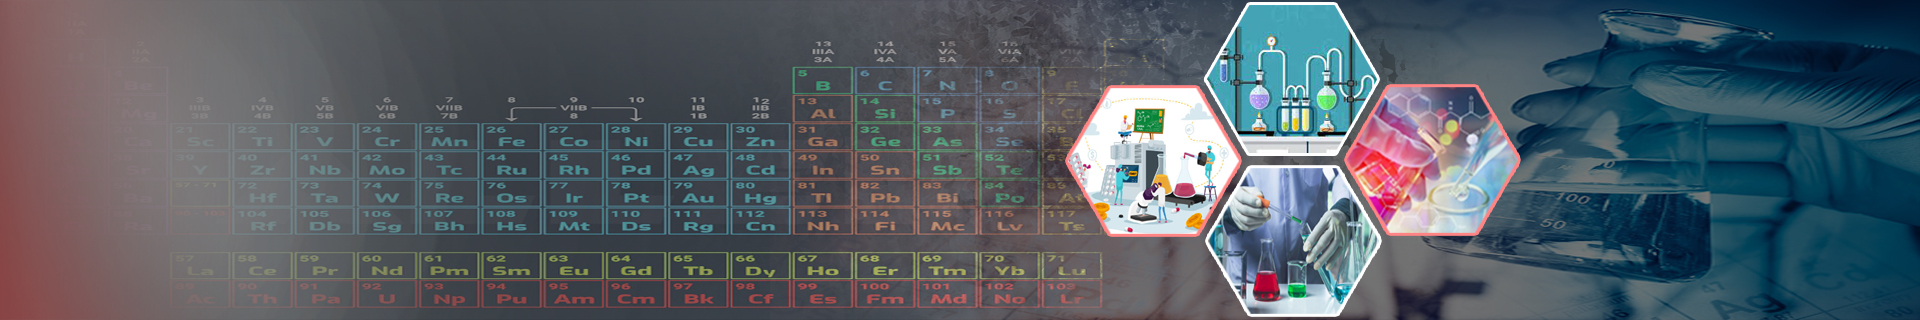 13 14 15 16
IIIA IVA VA VIA
3A 4A 5A 6A
5 6 7 8 9
B C N O F
3 4 5 6 7 8 9 10 11 12
IIIB IVB VB VIB VIIB VIIB IB IIB
3B 4B 5B 6B 7B 8 1B 2B
13 14 15 16 17
Al Si P S Cl
21 22 23 24 25 26 27 28 29 30 31 32 33 34 35
Sc Ti V Cr Mn Fe Co Ni Cu Zn Ga Ge As Se
39 40 41 42 43 44 45 46 47 48 49 50 51 52
Y Zr Nb Mo Tc Ru Rh Pd Ag Cd In Sn Sb Te
57 - 71 72 73 74 75 76 77 78 79 80 81 82 83 84
Hf Ta W Re Os Ir Pt Au Hg Tl Pb Bi Po
104 105 106 107 108 109 110 111 112 113 114 115 116 117
Rf Db Sg Bh Hs Mt Ds Rg Cn Nh Fi Mc Lv Ts
57 58 59 60 61 62 63 64 65 66 67 68 69 70 71
La Ce Pr Nd Pm Sm Eu Gd Tb Dy Ho Er Tm Yb Lu
89 90 91 92 93 94 95 96 97 98 99 100 101 102 103
Ac Th Pa U Np Pu Am Cm Bk Cf Es Fm Md No Lr
100
50
Ag
Cd